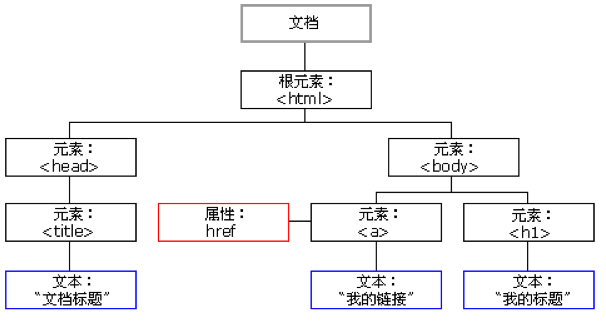 文档
根元素：
<html>
元素：
<head>
元素：
<body>
元素：
<title>
属性：
href
元素：
<a>
元素：
<h1>
文本：
“文档标题”
文本：
“我的链接”
文本：
“我的标题”